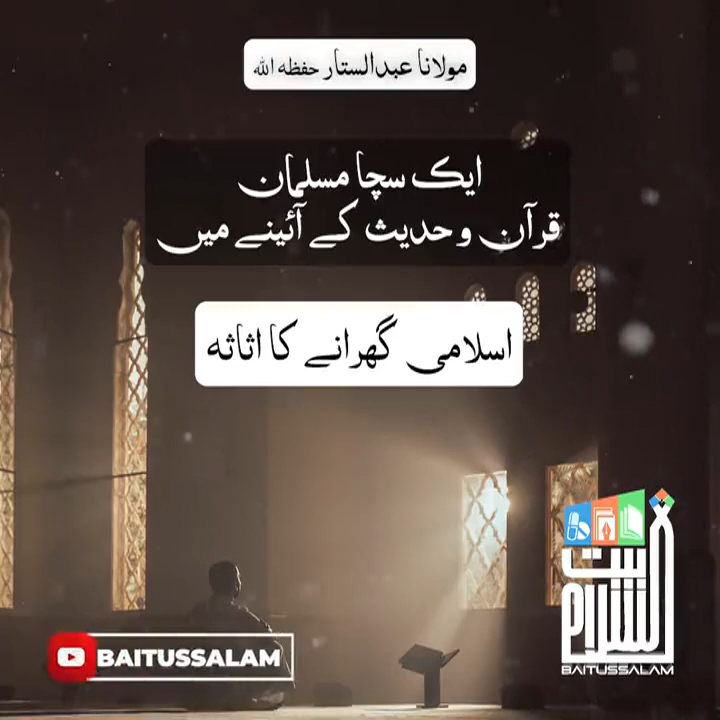 مولانا عبدالستار حفظہ اللہ
ایک سچا مسلمان
قرآن و حدیث کے آئینے میں
اسلامی گھرانے کا اثاثہ
بیت السلام
BAITUSSALAM
BAITUSSALAM